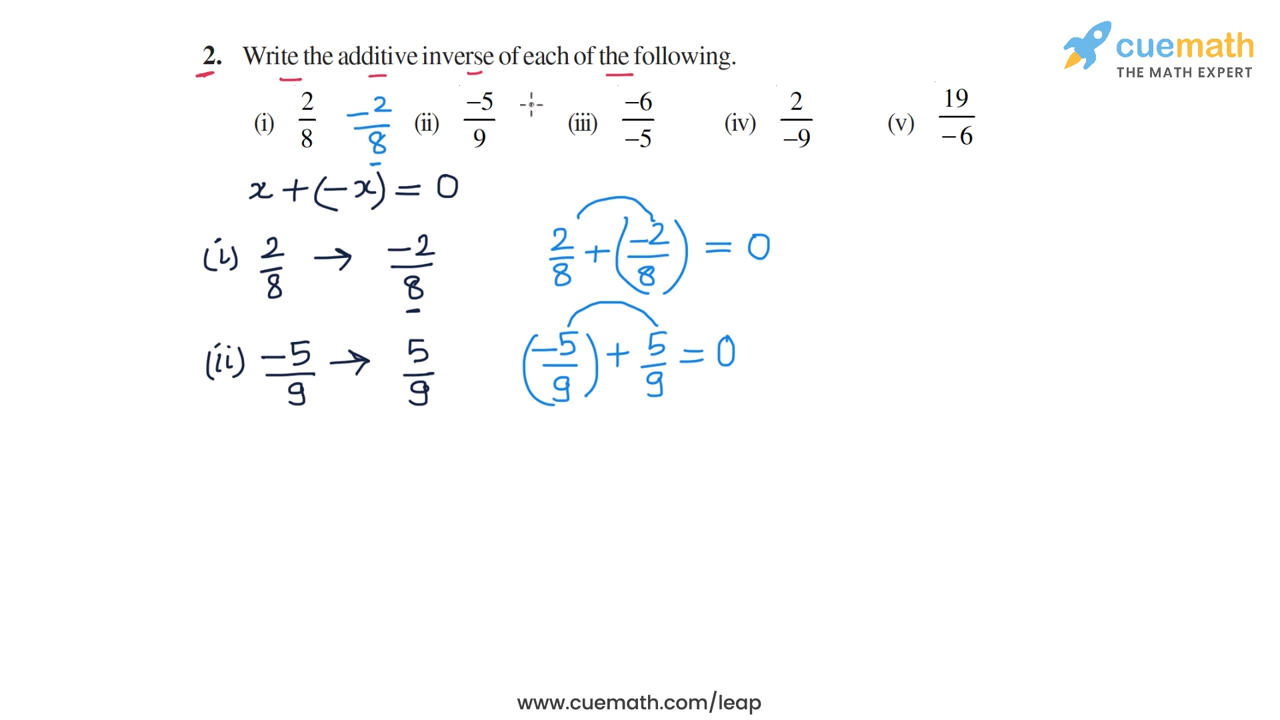 cuemath
THE MATH EXPERT
2. Write the additive inverse of each of the following.
(i) 2/8 −2/8 (ii) −5/9 (iii) −6/−5 (iv) 2/−9 (v) 19/−6
x + (−x) = 0
(i) 2/8 → −2/8 2/8 + (−2/8) = 0
(ii) −5/9 → 5/9 (−5/9) + 5/9 = 0
www.cuemath.com/leap